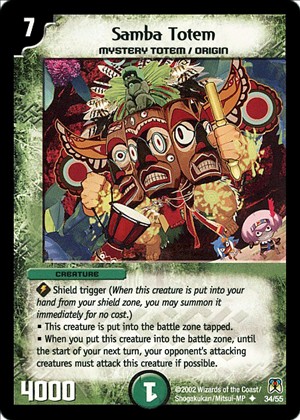 7
Samba Totem
MYSTERY TOTEM / ORIGIN
CREATURE
Shield trigger (When this creature is put into your
hand from your shield zone, you may summon it
immediately for no cost.)
■ This creature is put into the battle zone tapped.
■ When you put this creature into the battle zone, until
the start of your next turn, your opponent's attacking
creatures must attack this creature if possible.
4000
1
©2002 Wizards of the Coast/
Shogakukan/Mitsui-MP ♦ 34/55